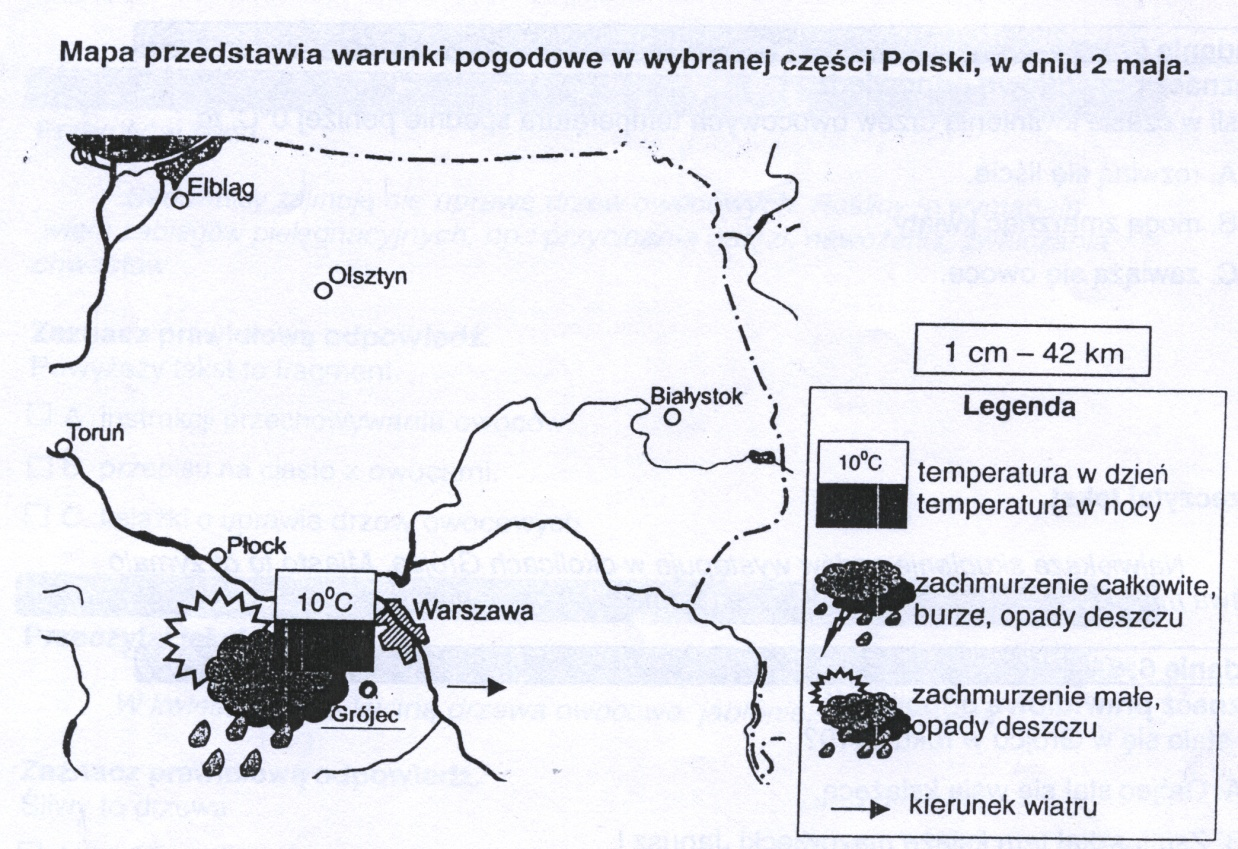 Mapa przedstawia warunki pogodowe w wybranej części Polski, w dniu 2 maja.
Elbląg
Olsztyn
1 cm – 42 km
Białystok
Toruń
Płock
10°C
Warszawa
Grójec
Legenda
10°C
temperatura w dzień
temperatura w nocy
zachmurzenie całkowite,
burze, opady deszczu
zachmurzenie małe,
opady deszczu
kierunek wiatru